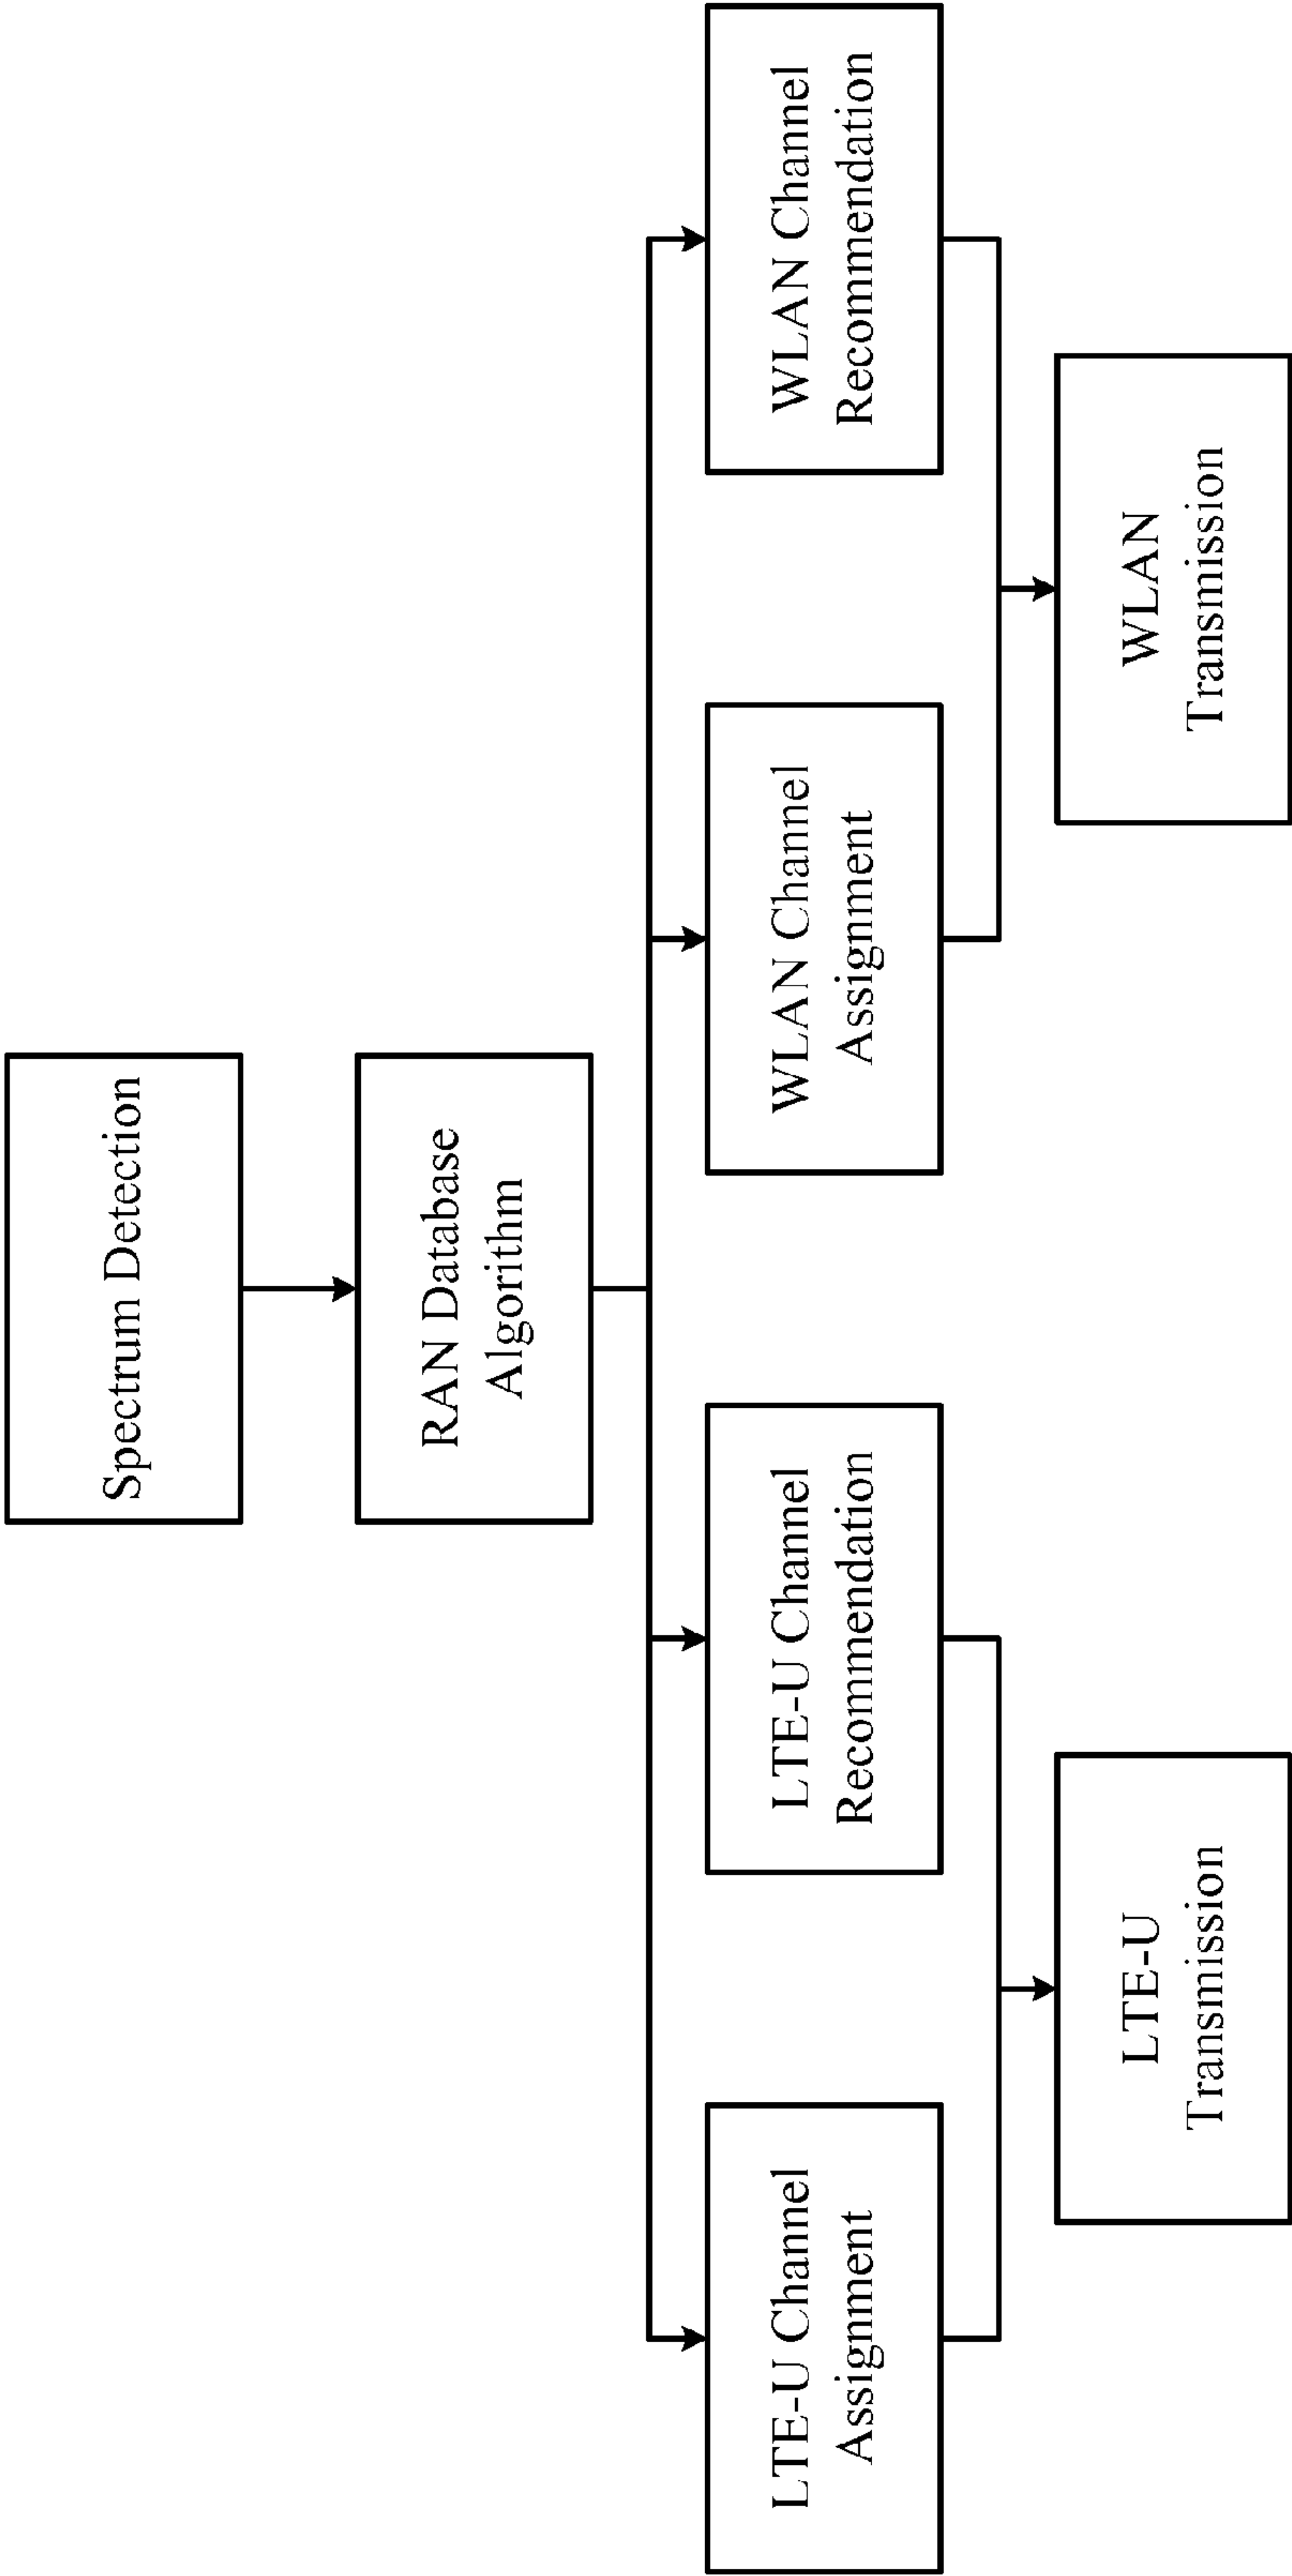 Spectrum Detection
RAN Database
Algorithm
LTE-U Channel
Assignment
LTE-U Channel
Recommendation
WLAN Channel
Assignment
WLAN Channel
Recommendation
LTE-U
Transmission
WLAN
Transmission